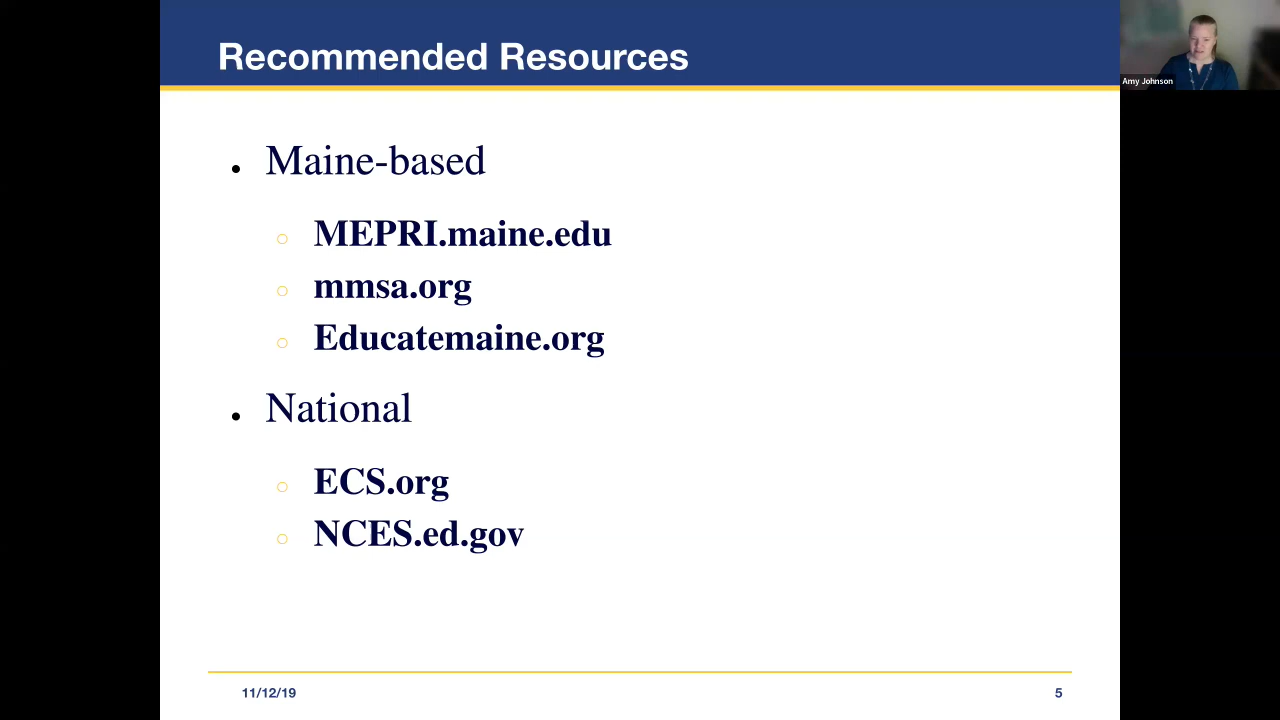 Recommended Resources
Amy Johnson
Maine-based
MEPRI.maine.edu
mmsa.org
Educatemaine.org
National
ECS.org
NCES.ed.gov
11/12/19
5